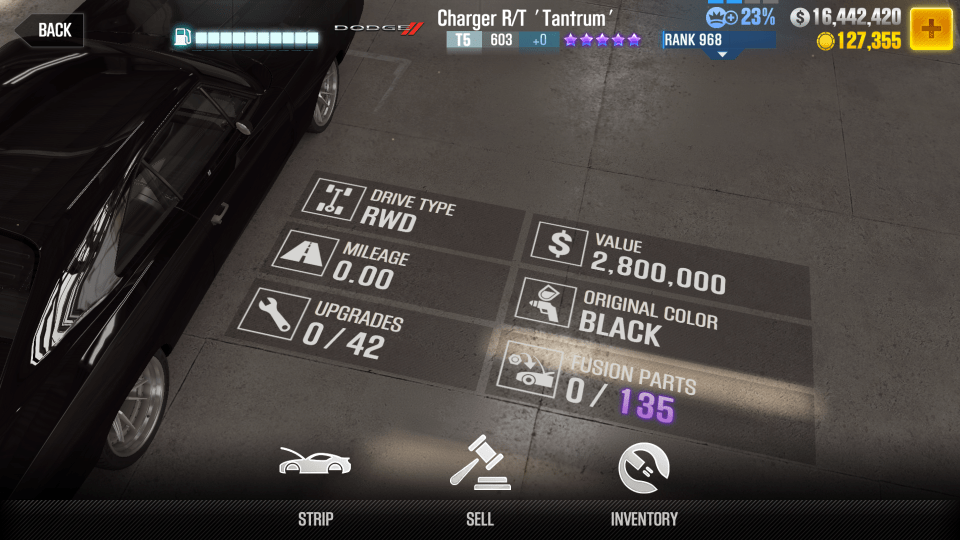 BACK
DODGE
Charger R/T 'Tantrum'
T5 603 +0
23%
RANK 968
$ 16,442,420
127,355
DRIVE TYPE
RWD
MILEAGE
0.00
UPGRADES
0 / 42
$ VALUE
2,800,000
ORIGINAL COLOR
BLACK
FUSION PARTS
0 / 135
STRIP
SELL
INVENTORY